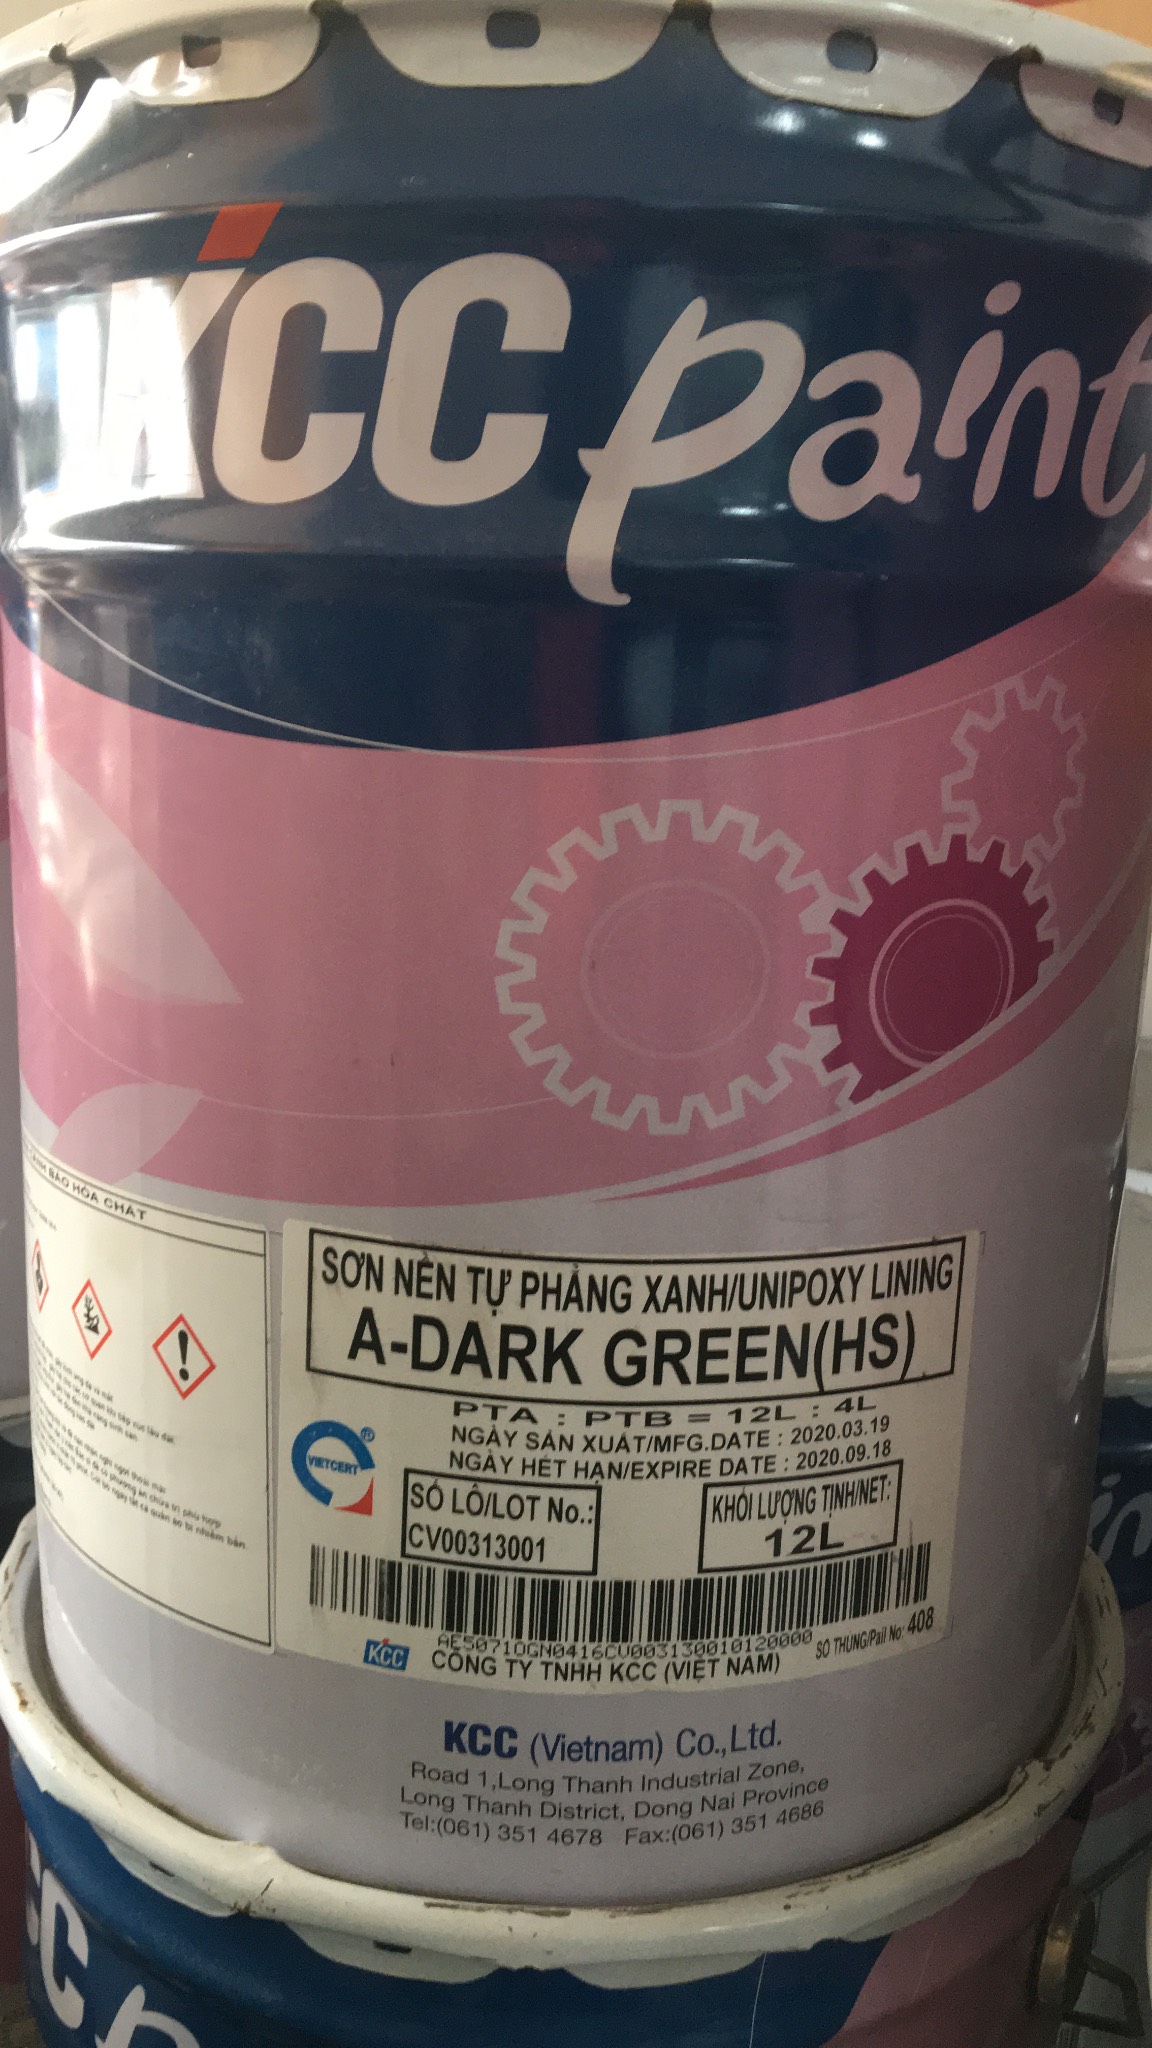 KCC paint
CẢNH BÁO HÓA CHẤT
SƠN NỀN TỰ PHẲNG XANH/UNIPOXY LINING
A-DARK GREEN(HS)
PTA : PTB = 12L : 4L
NGÀY SẢN XUẤT/MFG.DATE : 2020.03.19
NGÀY HẾT HẠN/EXPIRE DATE : 2020.09.18
VIETCERT
SỐ LÔ/LOT No.:
CV00313001
KHỐI LƯỢNG TỊNH/NET:
12L
AE50710GN0416CV003130010120000
SỐ THÙNG/Pail No: 408
KCC
CÔNG TY TNHH KCC (VIỆT NAM)
KCC (Vietnam) Co.,Ltd.
Road 1,Long Thanh Industrial Zone,
Long Thanh District, Dong Nai Province
Tel:(061) 351 4678 Fax:(061) 351 4686